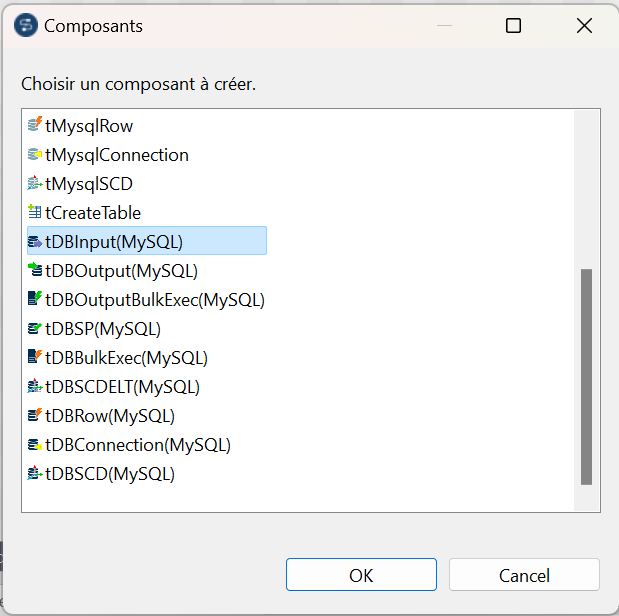 Composants
Choisir un composant à créer.
tMysqlRow
tMysqlConnection
tMysqlSCD
tCreateTable
tDBInput(MySQL)
tDBOutput(MySQL)
tDBOutputBulkExec(MySQL)
tDBSP(MySQL)
tDBBulkExec(MySQL)
tDBSCDELT(MySQL)
tDBRow(MySQL)
tDBConnection(MySQL)
tDBSCD(MySQL)
OK
Cancel